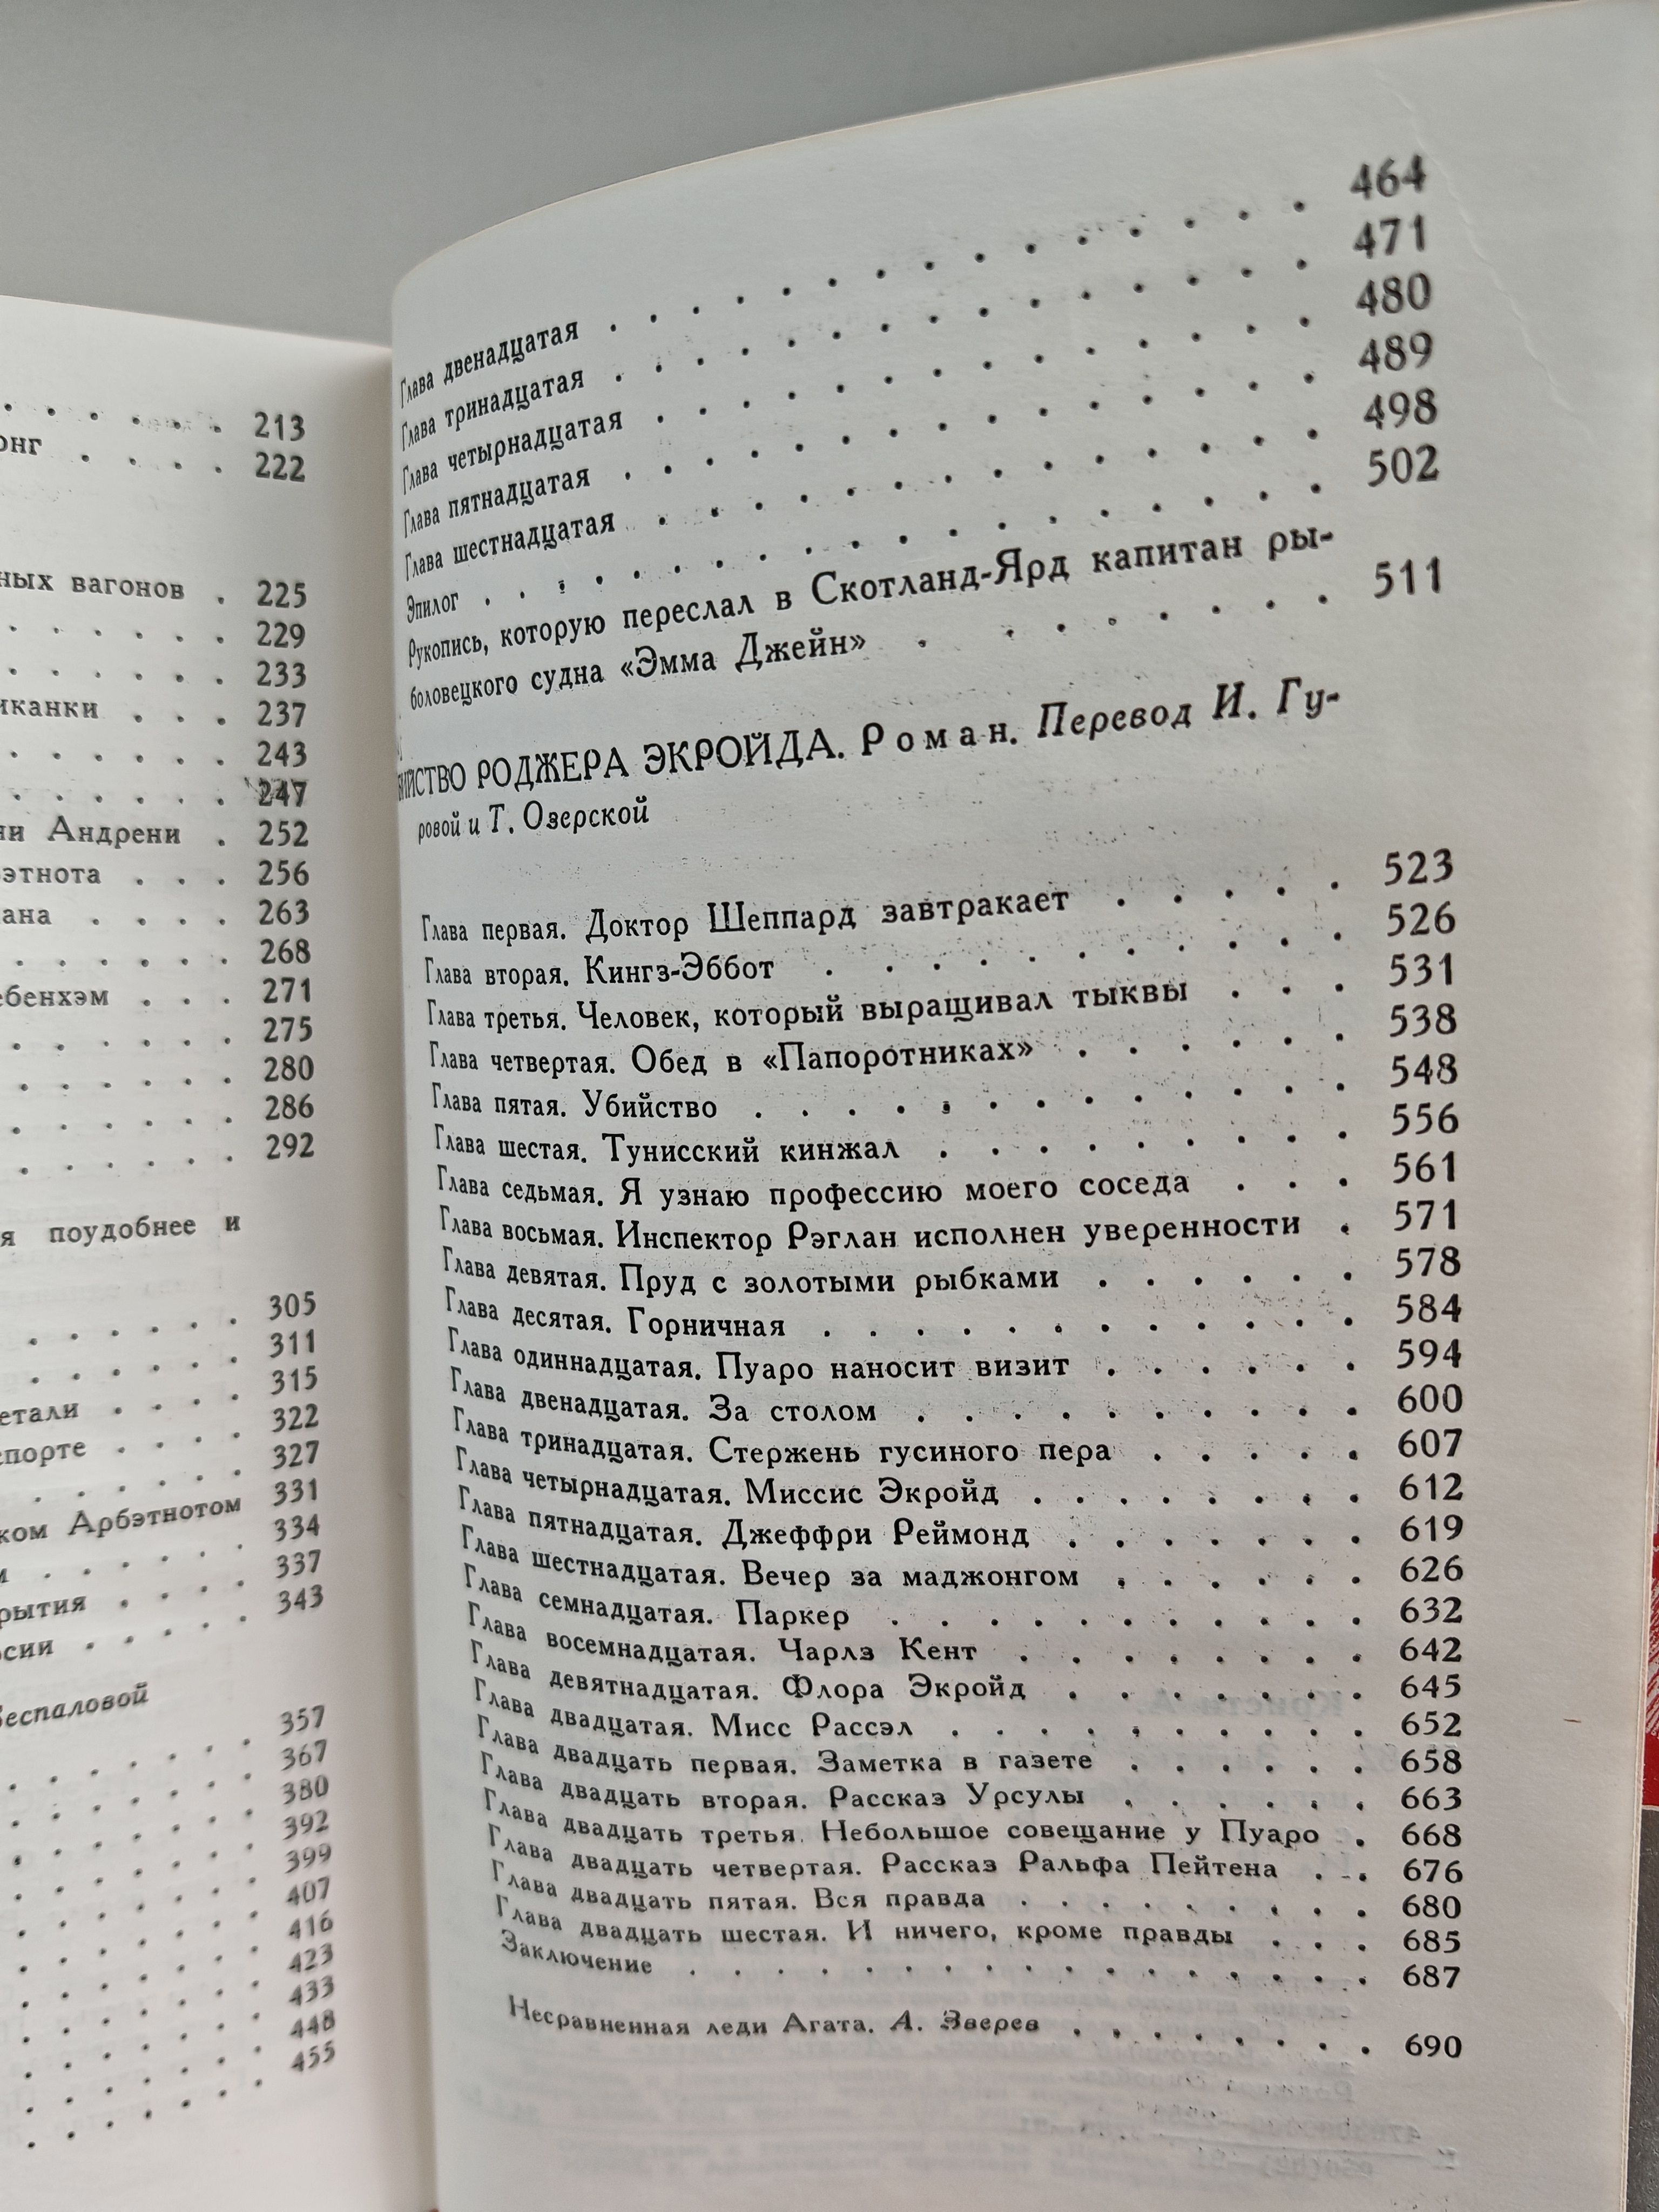 213
онг . . . . 222
ных вагонов . 225
. . . . . . 229
. . . . . . 233
иканки . . . 237
. . . . . . 243
. . . . . . 247
ни Андрени . 252
этнота . . . 256
ана . . . . 263
. . . . . . 268
ебенхэм . . . 271
. . . . . . 275
. . . . . . 280
. . . . . . 286
. . . . . . 292
я поудобнее и
305
311
315
етали . . . . 322
спорте . . . . 327
331
ком Арбэтнотом 334
337
рытия . . . . 343
рсии . . . . .
Беспаловой
357
367
380
392
399
407
416
423
433
448
455
Глава двенадцатая . . . . . . . . . . 464
Глава тринадцатая . . . . . . . . . . 471
Глава четырнадцатая . . . . . . . . . . 480
Глава пятнадцатая . . . . . . . . . . 489
Глава шестнадцатая . . . . . . . . . . 498
Эпилог . . . . . . . . . . . . 502
Рукопись, которую переслал в Скотланд-Ярд капитан ры-
боловецкого судна «Эмма Джейн» . . . . . . . 511
БИЙСТВО РОДЖЕРА ЭКРОЙДА. Роман. Перевод И. Гу-
ровой и Т. Озерской
Глава первая. Доктор Шеппард завтракает . . . . . 523
Глава вторая. Кингз-Эббот . . . . . . . . . 526
Глава третья. Человек, который выращивал тыквы . . . 531
Глава четвертая. Обед в «Папоротниках» . . . . . . 538
Глава пятая. Убийство . . . . . . . . . . . 548
Глава шестая. Тунисский кинжал . . . . . . . . 556
Глава седьмая. Я узнаю профессию моего соседа . . . 561
Глава восьмая. Инспектор Рэглан исполнен уверенности . 571
Глава девятая. Пруд с золотыми рыбками . . . . . . 578
Глава десятая. Горничная . . . . . . . . . . . 584
Глава одиннадцатая. Пуаро наносит визит . . . . . . 594
Глава двенадцатая. За столом . . . . . . . . . 600
Глава тринадцатая. Стержень гусиного пера . . . . . 607
Глава четырнадцатая. Миссис Экройд . . . . . . . . 612
Глава пятнадцатая. Джеффри Реймонд . . . . . . . 619
Глава шестнадцатая. Вечер за маджонгом . . . . . . 626
Глава семнадцатая. Паркер . . . . . . . . . . 632
Глава восемнадцатая. Чарлз Кент . . . . . . . 642
Глава девятнадцатая. Флора Экройд . . . . . . . 645
Глава двадцатая. Мисс Рассэл . . . . . . . . . . 652
Глава двадцать первая. Заметка в газете . . . . . . 658
Глава двадцать вторая. Рассказ Урсулы . . . . . . 663
Глава двадцать третья. Небольшое совещание у Пуаро . 668
Глава двадцать четвертая. Рассказ Ральфа Пейтена . . . 676
Глава двадцать пятая. Вся правда . . . . . . . . . 680
Глава двадцать шестая. И ничего, кроме правды . . . 685
Заключение . . . . . . . . . . . . . . . . 687
Несравненная леди Агата. А. Зверев . . . . . . . . 690